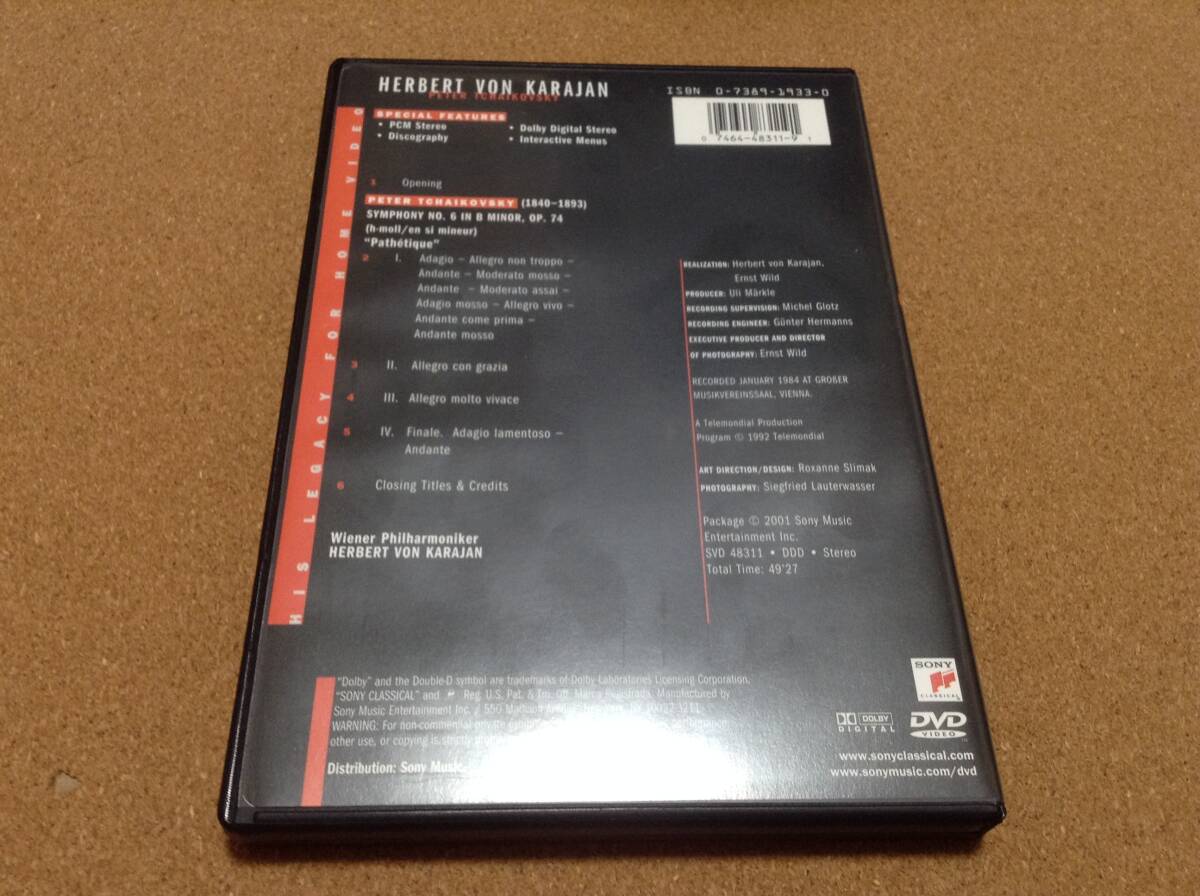 HERBERT VON KARAJAN
PETER TCHAIKOVSKY
SPECIAL FEATURES
• PCM Stereo
• Discography
• Dolby Digital Stereo
• Interactive Menus
ISBN 0-7389-1933-0
0 7464-48311-9 1
HIS LEGACY FOR HOME VIDEO
1 Opening
PETER TCHAIKOVSKY (1840–1893)
SYMPHONY NO. 6 IN B MINOR, OP. 74
(h-moll/en si mineur)
"Pathétique"
2 I. Adagio – Allegro non troppo –
Andante – Moderato mosso –
Andante – Moderato assai –
Adagio mosso – Allegro vivo –
Andante come prima –
Andante mosso
3 II. Allegro con grazia
4 III. Allegro molto vivace
5 IV. Finale. Adagio lamentoso –
Andante
6 Closing Titles & Credits
Wiener Philharmoniker
HERBERT VON KARAJAN
REALIZATION: Herbert von Karajan,
Ernst Wild
PRODUCER: Uli Märkle
RECORDING SUPERVISION: Michel Glotz
RECORDING ENGINEER: Günter Hermanns
EXECUTIVE PRODUCER AND DIRECTOR
OF PHOTOGRAPHY: Ernst Wild
RECORDED JANUARY 1984 AT GROßER
MUSIKVEREINSSAAL, VIENNA.
A Telemondial Production
Program © 1992 Telemondial
ART DIRECTION/DESIGN: Roxanne Slimak
PHOTOGRAPHY: Siegfried Lauterwasser
Package © 2001 Sony Music
Entertainment Inc.
SVD 48311 • DDD • Stereo
Total Time: 49'27
"Dolby" and the Double-D symbol are trademarks of Dolby Laboratories Licensing Corporation.
"SONY CLASSICAL" and Reg. U.S. Pat. & Tm. Off. Marca Registrada. Manufactured by
Sony Music Entertainment Inc. / 550 Madison
WARNING: For non-commercial private
other use, or copying is strictly
Distribution: Sony Music
SONY
CLASSICAL
DOLBY
DIGITAL
DVD
VIDEO
www.sonyclassical.com
www.sonymusic.com/dvd